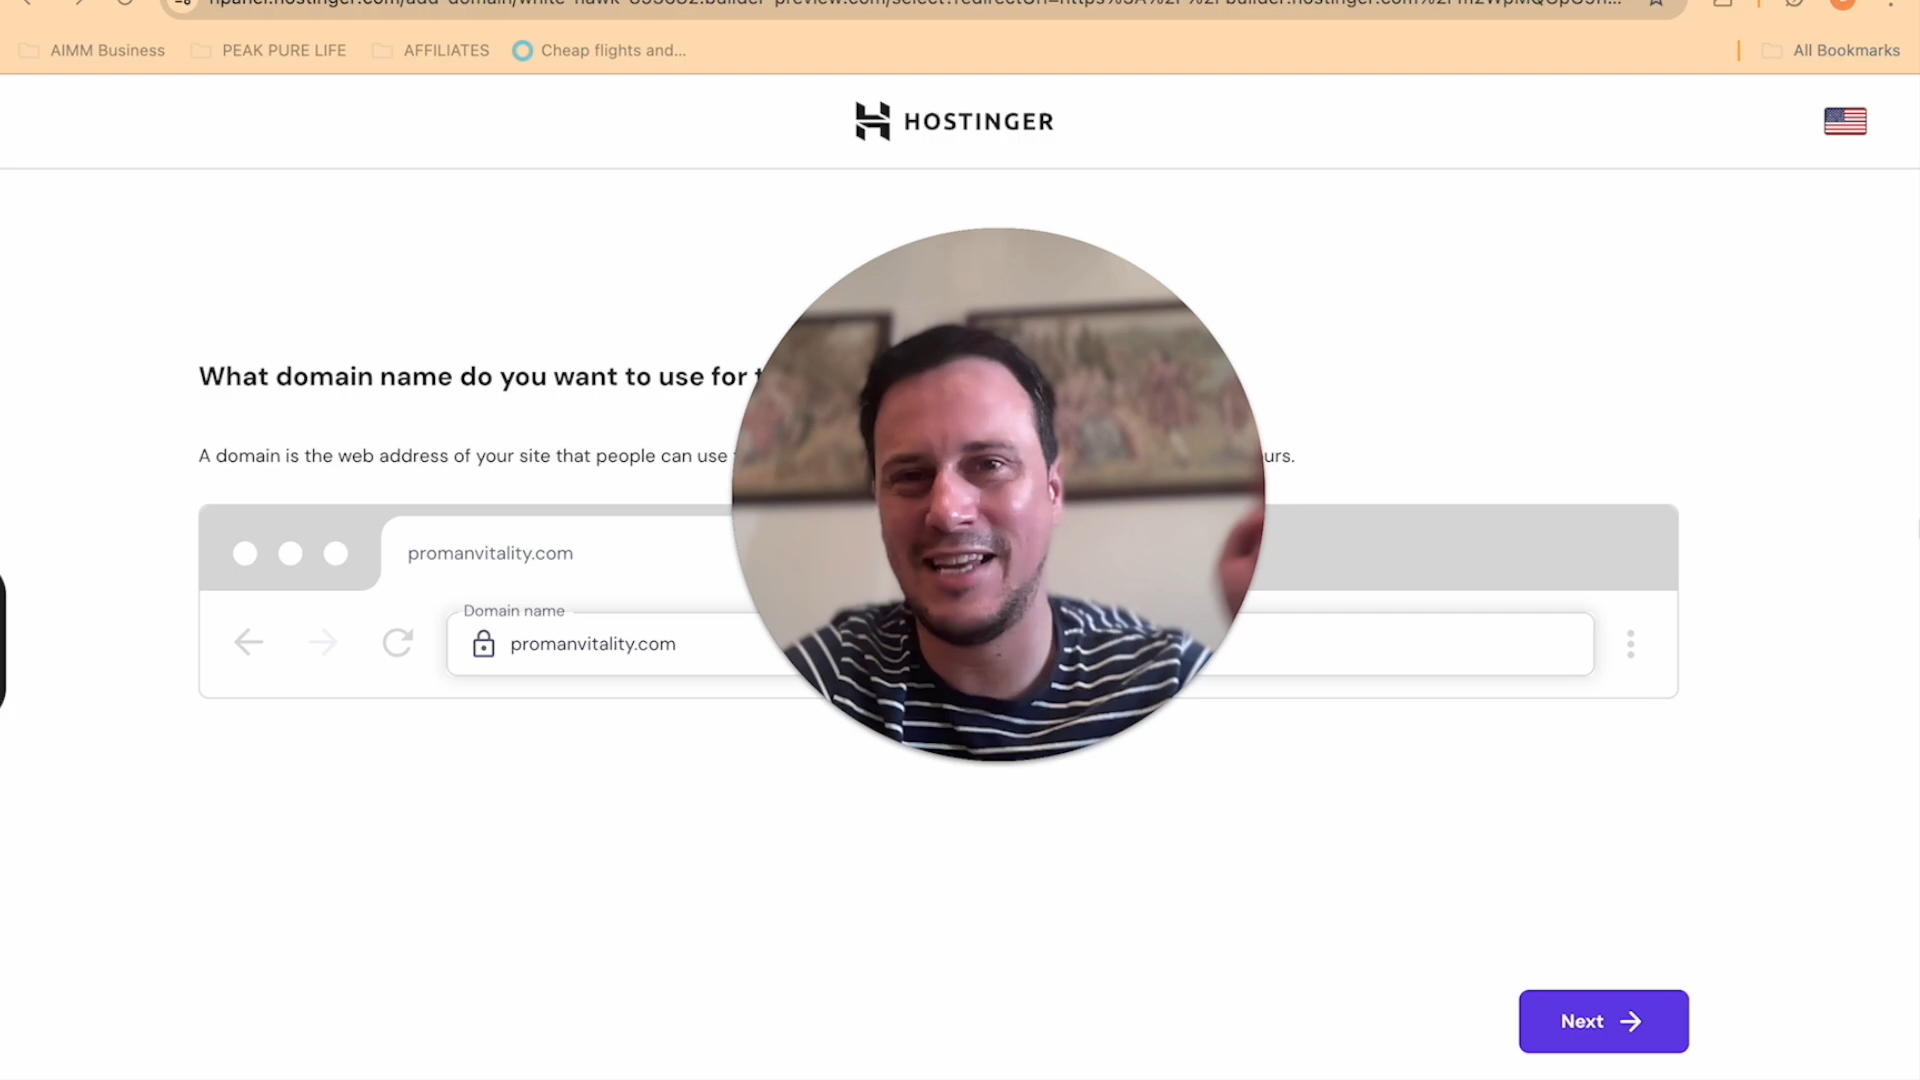 AIMM Business
PEAK PURE LIFE
AFFILIATES
Cheap flights and...
All Bookmarks
HOSTINGER
What domain name do you want to use for
A domain is the web address of your site that people can use
urs.
promanvitality.com
Domain name
promanvitality.com
Next